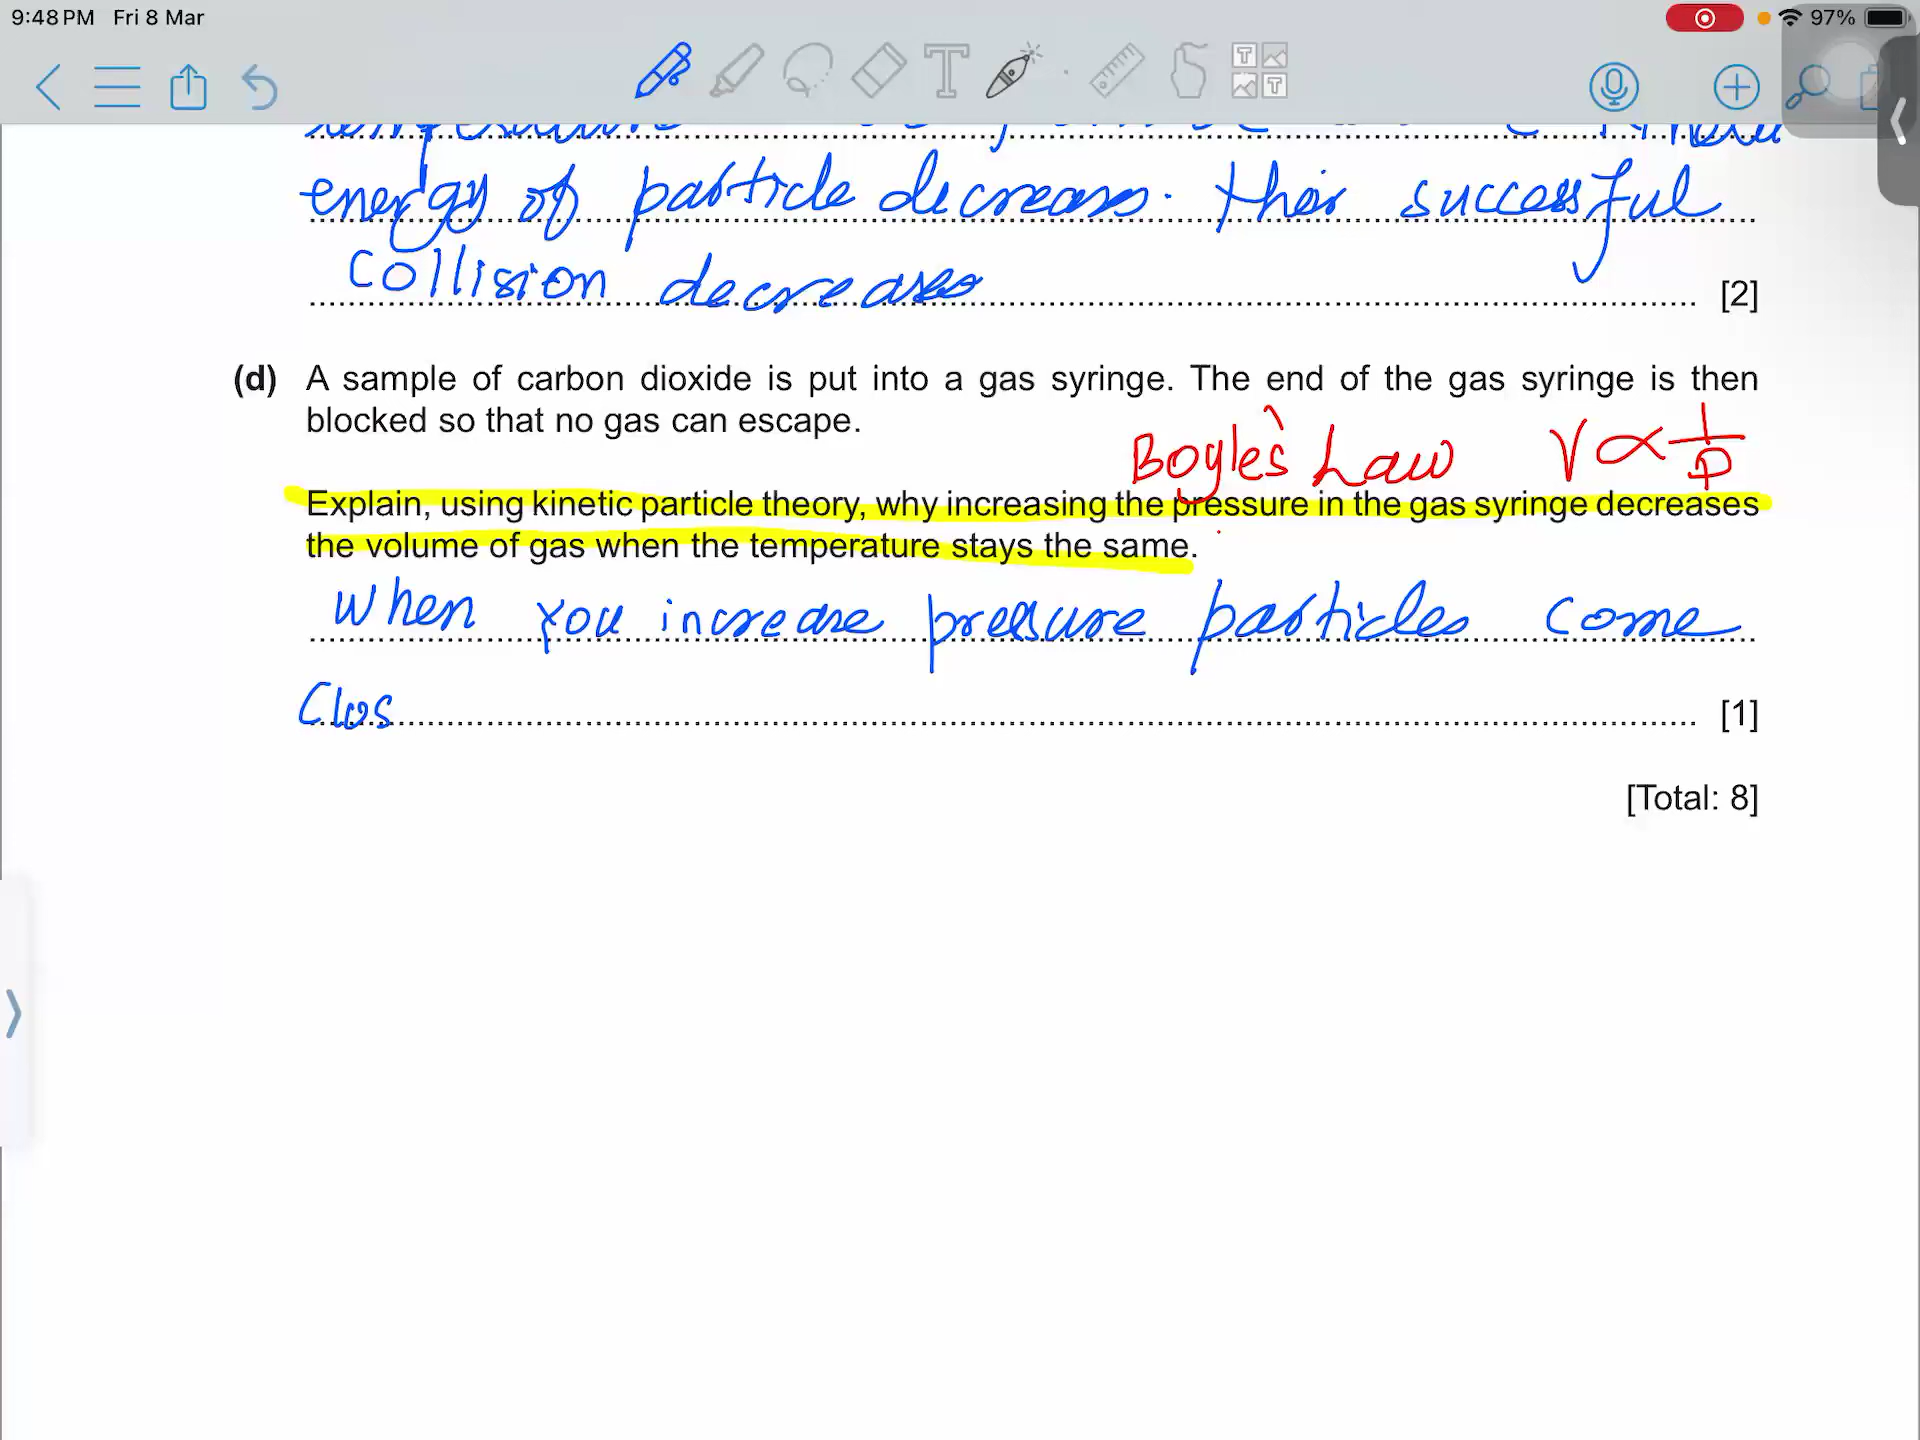 9:48 PM Fri 8 Mar 97%
energy of particle decreases. their successful
collision decreases [2]
(d) A sample of carbon dioxide is put into a gas syringe. The end of the gas syringe is then
blocked so that no gas can escape.
Boyle's Law V ∝ 1/P
Explain, using kinetic particle theory, why increasing the pressure in the gas syringe decreases
the volume of gas when the temperature stays the same.
When you increase pressure particles come
Clos [1]
[Total: 8]